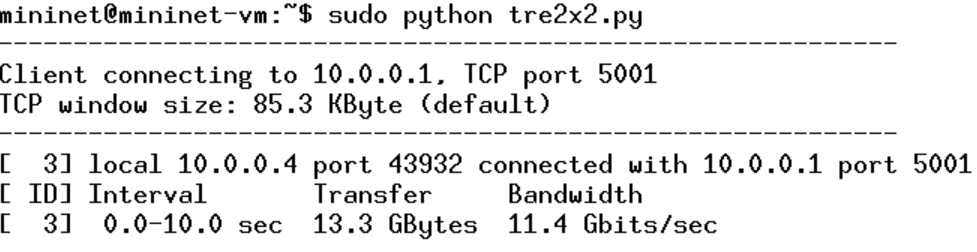 mininet@mininet-vm:~$ sudo python tre2x2.py
------------------------------------------------------------
Client connecting to 10.0.0.1, TCP port 5001
TCP window size: 85.3 KByte (default)
------------------------------------------------------------
[  3] local 10.0.0.4 port 43932 connected with 10.0.0.1 port 5001
[ ID] Interval       Transfer     Bandwidth
[  3]  0.0-10.0 sec  13.3 GBytes  11.4 Gbits/sec